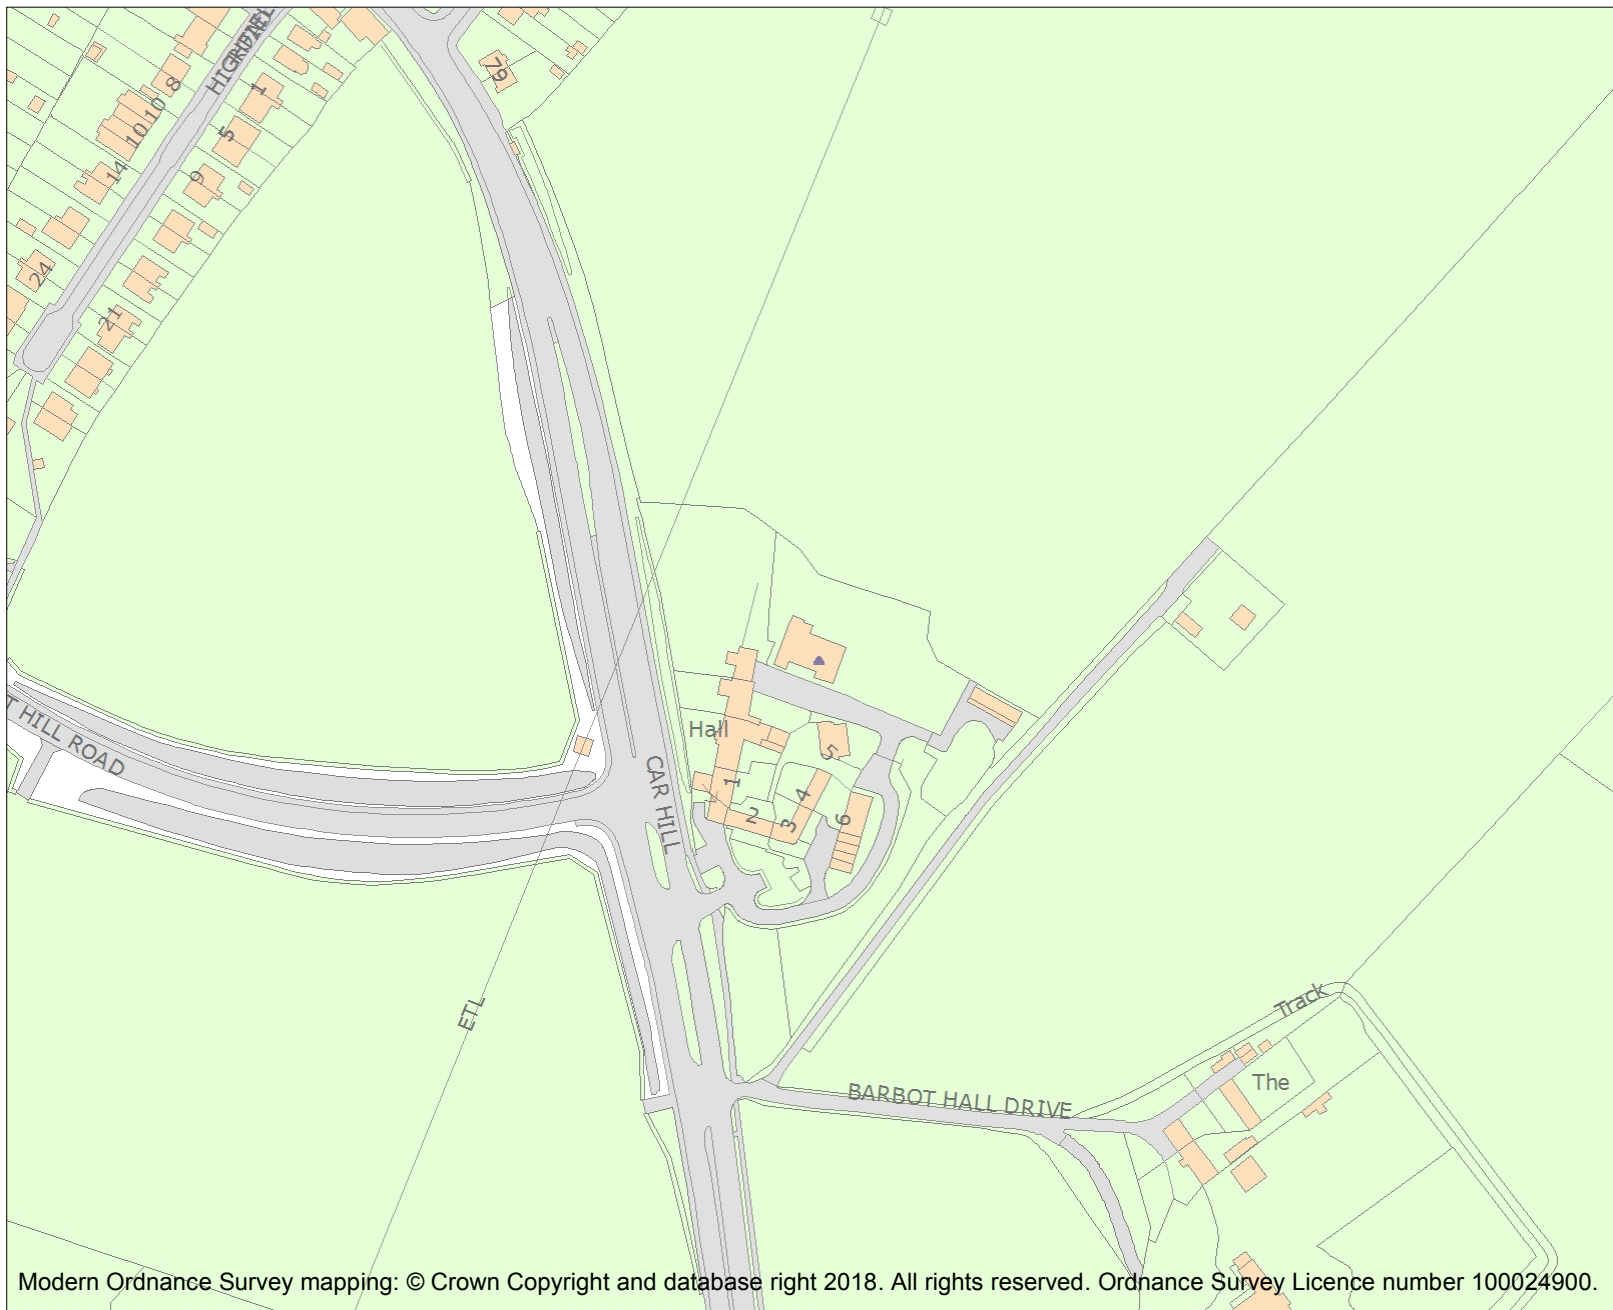 79
8
1
10
10
5
14
9
24
21
T HILL ROAD
CAR HILL
Hall
5
1
4
2
3
6
ETL
Track
The
BARBOT HALL DRIVE
Modern Ordnance Survey mapping: © Crown Copyright and database right 2018. All rights reserved. Ordnance Survey Licence number 100024900.